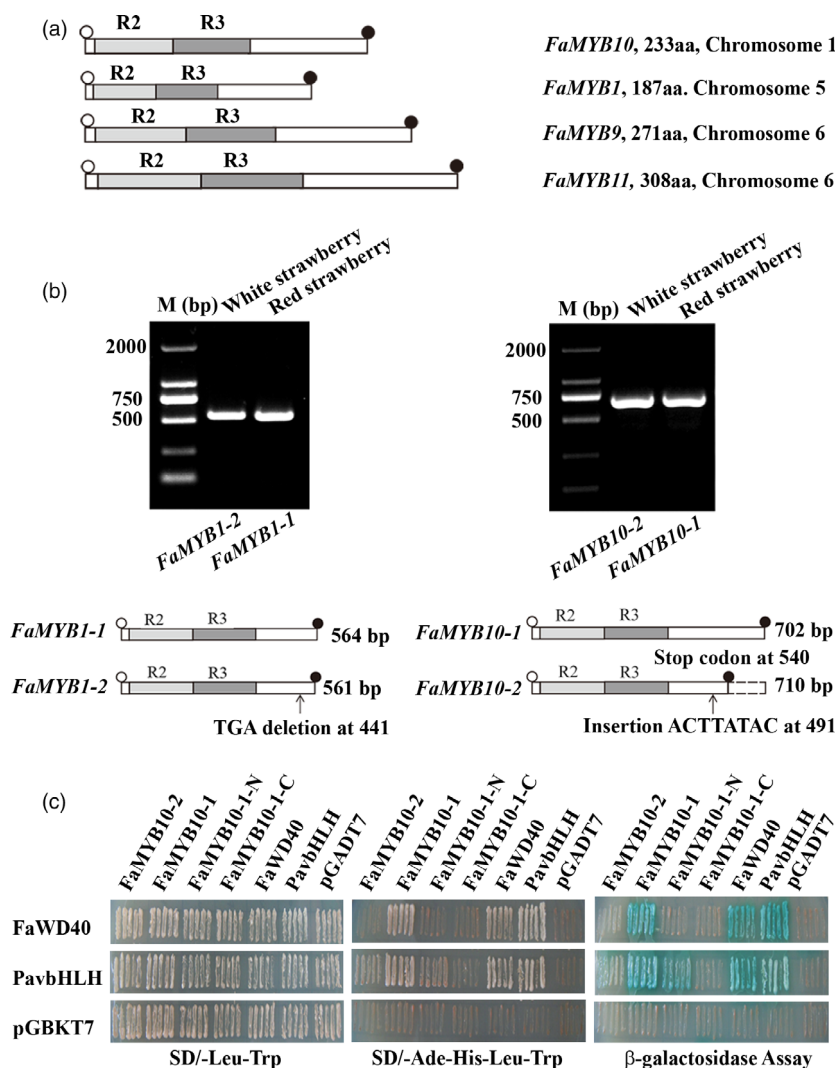 (a)
R2 R3
FaMYB10, 233aa, Chromosome 1
R2 R3
FaMYB1, 187aa. Chromosome 5
R2 R3
FaMYB9, 271aa, Chromosome 6
R2 R3
FaMYB11, 308aa, Chromosome 6
(b)
M (bp) White strawberry Red strawberry
2000
750
500
FaMYB1-2 FaMYB1-1
M (bp) White strawberry Red strawberry
2000
750
500
FaMYB10-2 FaMYB10-1
R2 R3
FaMYB1-1 564 bp
R2 R3
FaMYB1-2 561 bp
TGA deletion at 441
R2 R3
FaMYB10-1 702 bp
Stop codon at 540
R2 R3
FaMYB10-2 710 bp
Insertion ACTTATAC at 491
(c)
FaMYB10-2 FaMYB10-1 FaMYB10-1-N FaMYB10-1-C FaWD40 PavbHLH pGADT7
FaMYB10-2 FaMYB10-1 FaMYB10-1-N FaMYB10-1-C FaWD40 PavbHLH pGADT7
FaMYB10-2 FaMYB10-1 FaMYB10-1-N FaMYB10-1-C FaWD40 PavbHLH pGADT7
FaWD40
PavbHLH
pGBKT7
SD/-Leu-Trp SD/-Ade-His-Leu-Trp β-galactosidase Assay